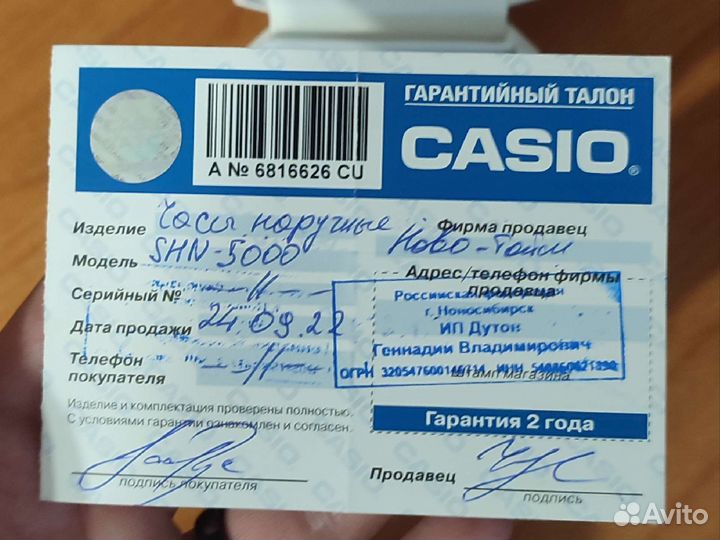 ГАРАНТИЙНЫЙ ТАЛОН
CASIO®
A № 6816626 CU
Изделие Часы наручные
Модель SHN-5000
Серийный № -//-
Дата продажи 24.09.22
Телефон покупателя -//-
Изделие и комплектация проверены полностью.
С условиями гарантии ознакомлен и согласен.
подпись покупателя
Фирма продавец
Ново-Тайм
Адрес/телефон фирмы
продавца
Российская
г. Новосибирск
ИП Дутон
Геннадий Владимирович
ОГРН ИНН
штамп магазина
Гарантия 2 года
Продавец
подпись
Avito